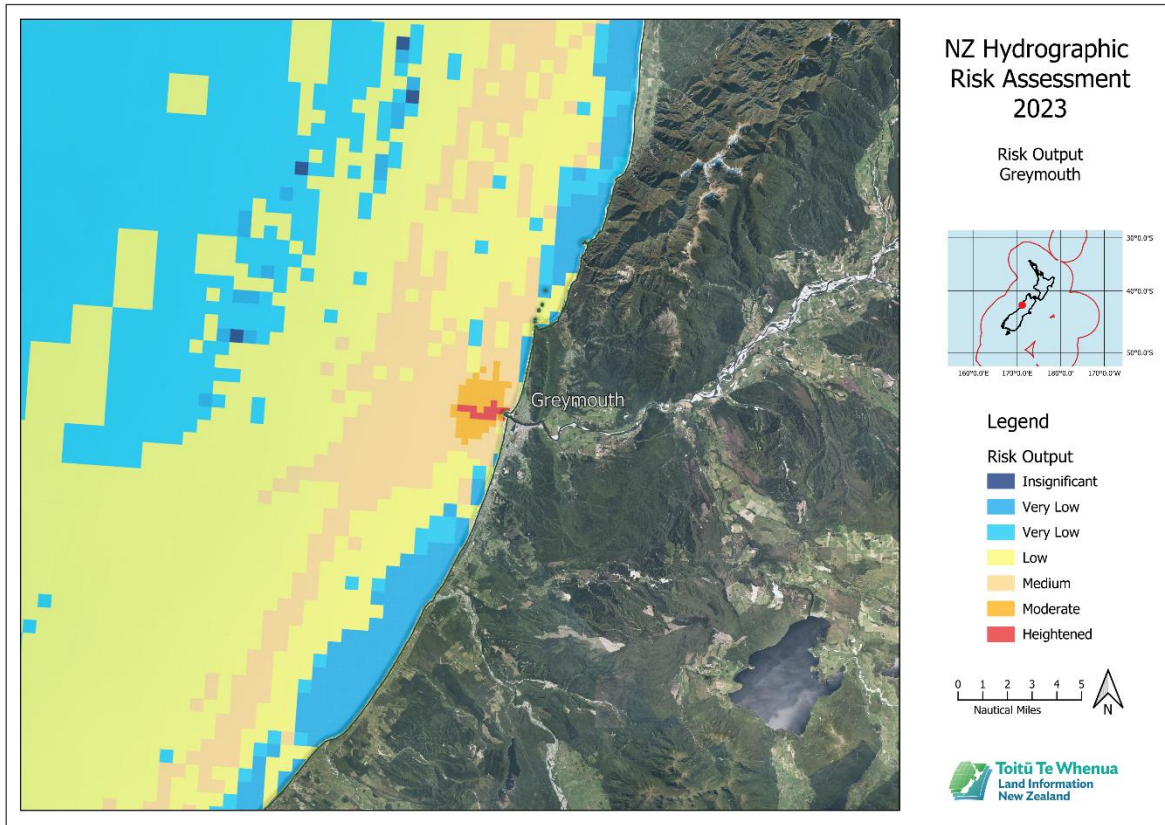 NZ Hydrographic
Risk Assessment
2023
Risk Output
Greymouth
30°0.0'S
40°0.0'S
50°0.0'S
160°0.0'E 170°0.0'E 180°0.0' 170°0.0'W
Greymouth
Legend
Risk Output
Insignificant
Very Low
Very Low
Low
Medium
Moderate
Heightened
0 1 2 3 4 5
Nautical Miles
N
Toitū Te Whenua
Land Information
New Zealand